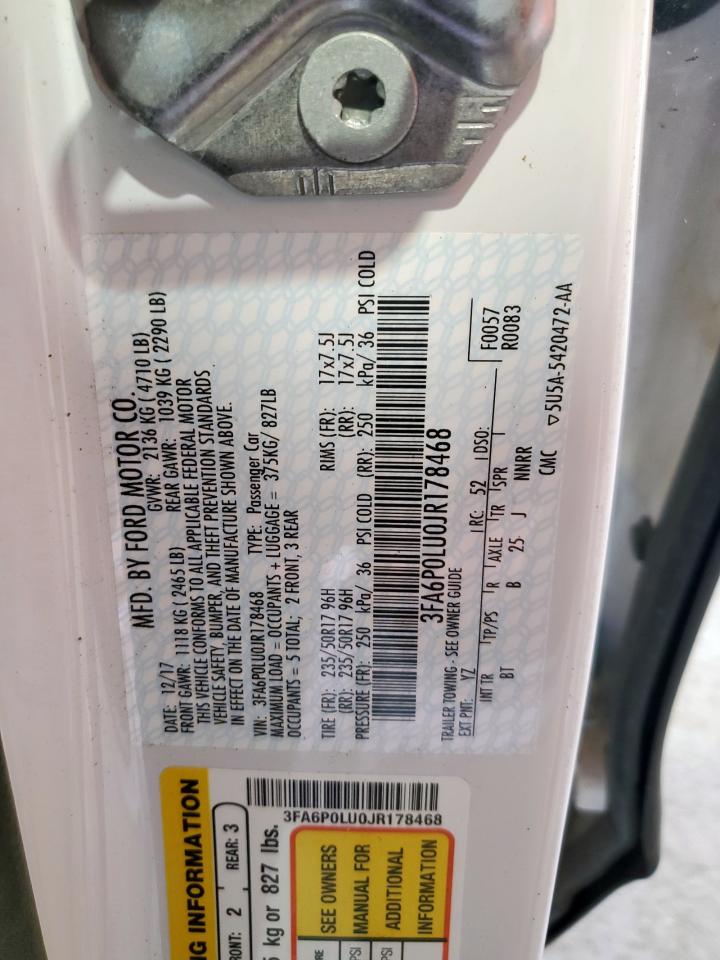 MFD. BY FORD MOTOR CO.
DATE: 12/17 GVWR: 2136 KG ( 4710 LB)
FRONT GAWR: 1118 KG ( 2465 LB) REAR GAWR: 1039 KG ( 2290 LB)
THIS VEHICLE CONFORMS TO ALL APPLICABLE FEDERAL MOTOR
VEHICLE SAFETY, BUMPER, AND THEFT PREVENTION STANDARDS
IN EFFECT ON THE DATE OF MANUFACTURE SHOWN ABOVE.
VIN: 3FA6P0LU0JR178468 TYPE: Passenger Car
MAXIMUM LOAD = OCCUPANTS + LUGGAGE = 375KG/ 827LB
OCCUPANTS = 5 TOTAL; 2 FRONT, 3 REAR
TIRE (FR): 235/50R17 96H RIMS (FR): 17x7.5J
(RR): 235/50R17 96H (RR): 17x7.5J
PRESSURE (FR): 250 kPa/ 36 PSI COLD (RR): 250 kPa/ 36 PSI COLD
3FA6P0LU0JR178468
TRAILER TOWING - SEE OWNER GUIDE
F0057
R0083
EXT PNT: YZ RC: 52 DSO:
INT TR TP/PS R AXLE TR SPR
BT B 25 J NNRR
CMC
▽5U5A-5420472-AA
NG INFORMATION
RONT: 2 REAR: 3
kg or 827 lbs.
3FA6P0LU0JR178468
SEE OWNERS
MANUAL FOR
ADDITIONAL
INFORMATION
PSI
PSI